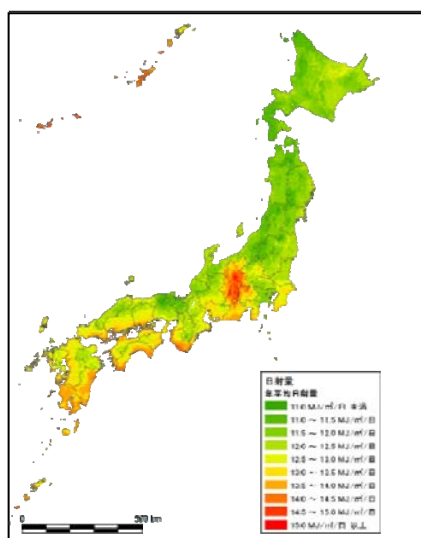 日射量
年平均日射量
11.0 MJ/㎡/日 未満
11.0 ～ 11.5 MJ/㎡/日
11.5 ～ 12.0 MJ/㎡/日
12.0 ～ 12.5 MJ/㎡/日
12.5 ～ 13.0 MJ/㎡/日
13.0 ～ 13.5 MJ/㎡/日
13.5 ～ 14.0 MJ/㎡/日
14.0 ～ 14.5 MJ/㎡/日
14.5 ～ 15.0 MJ/㎡/日
15.0 MJ/㎡/日 以上
0 500 km